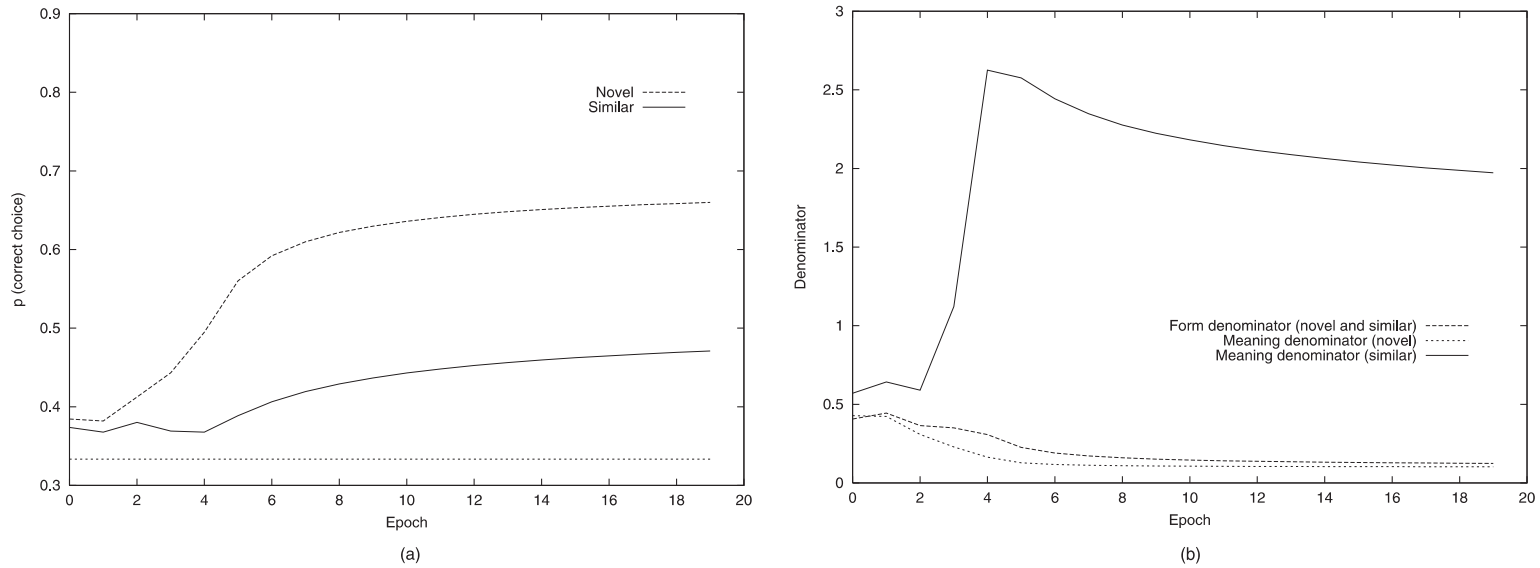 0.9
0.8
0.7
0.6
0.5
0.4
0.3
p (correct choice)
Novel
Similar
0 2 4 6 8 10 12 14 16 18 20
Epoch
(a)
3
2.5
2
1.5
1
0.5
0
Denominator
Form denominator (novel and similar)
Meaning denominator (novel)
Meaning denominator (similar)
0 2 4 6 8 10 12 14 16 18 20
Epoch
(b)